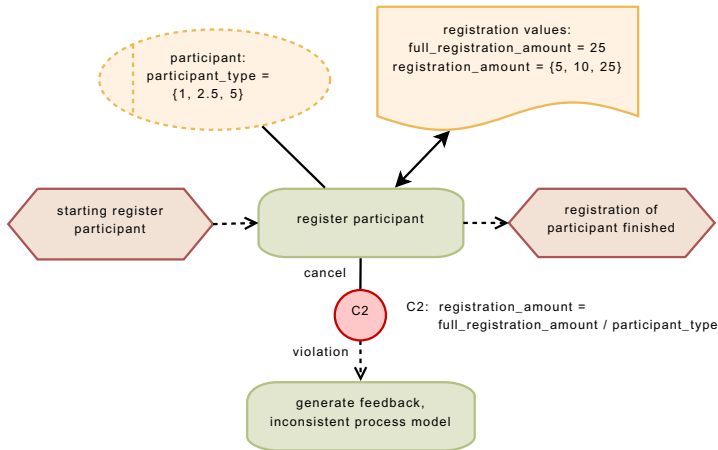 participant:
participant_type =
{1, 2.5, 5}
registration values:
full_registration_amount = 25
registration_amount = {5, 10, 25}
starting register
participant
register participant
registration of
participant finished
cancel
C2
C2: registration_amount =
full_registration_amount / participant_type
violation
generate feedback,
inconsistent process model